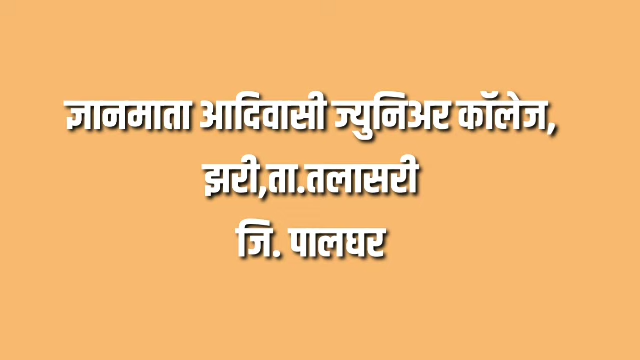 ज्ञानमाता आदिवासी ज्युनिअर कॉलेज,
झरी,ता.तलासरी
जि. पालघर